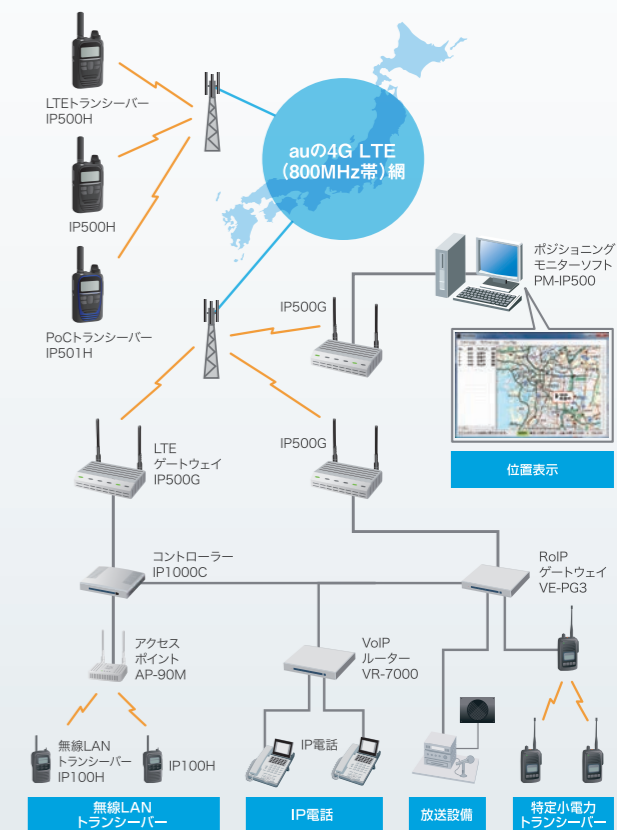 LTEトランシーバー
IP500H
IP500H
PoCトランシーバー
IP501H
auの4G LTE
（800MHz帯）網
ポジショニング
モニターソフト
PM-IP500
IP500G
位置表示
LTE
ゲートウェイ
IP500G
IP500G
コントローラー
IP1000C
RoIP
ゲートウェイ
VE-PG3
アクセス
ポイント
AP-90M
VoIP
ルーター
VR-7000
無線LAN
トランシーバー
IP100H
IP100H
IP電話
無線LAN
トランシーバー
IP電話
放送設備
特定小電力
トランシーバー